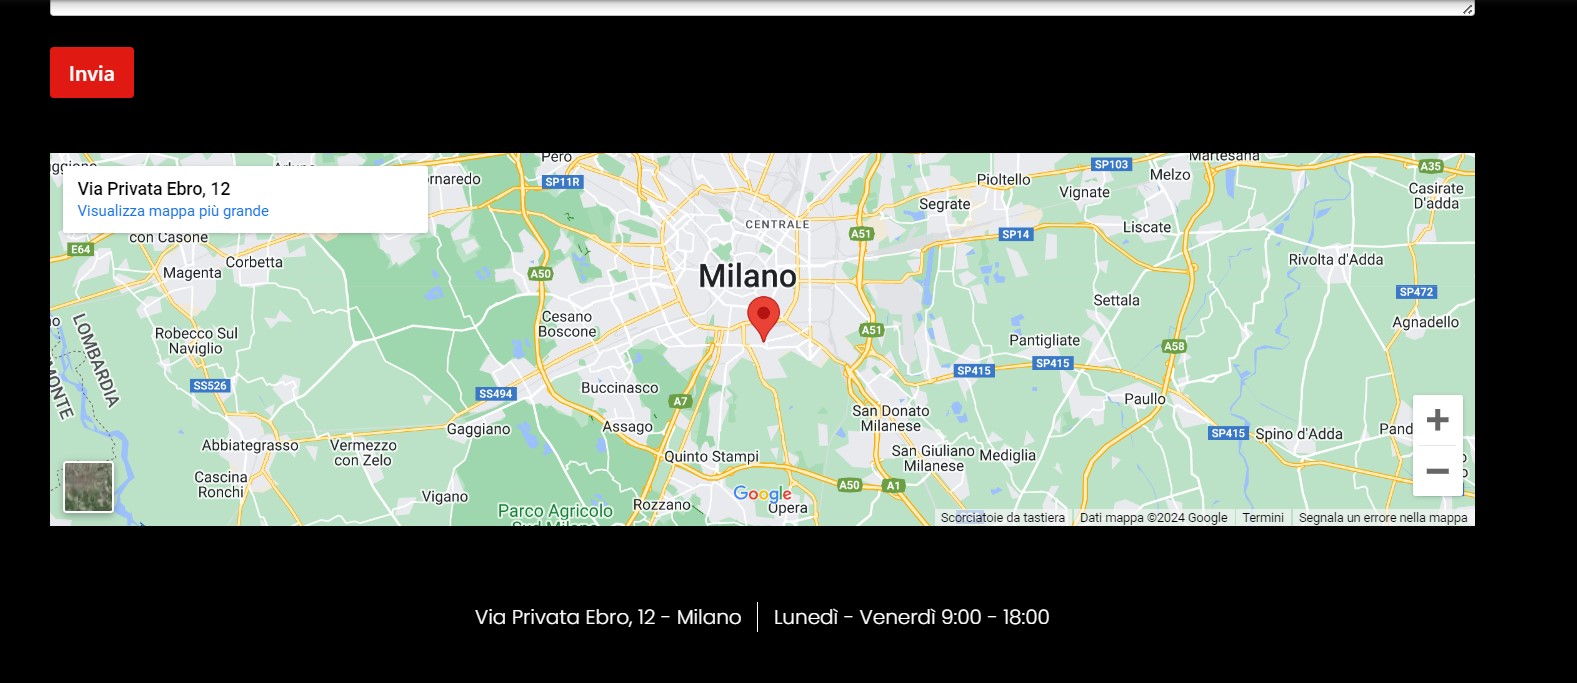 Invia
Via Privata Ebro, 12
Visualizza mappa più grande
Pero
SP11R
SP103
Martesana
A35
Pioltello
Melzo
Vignate
Casirate
D'adda
Segrate
CENTRALE
Liscate
con Casone
A51
SP14
E64
Corbetta
Magenta
A50
Milano
Rivolta d'Adda
SP472
Settala
Cesano
Boscone
LOMBARDIA
Robecco Sul
Naviglio
A51
Agnadello
Pantigliate
A58
SP415
SP415
SS526
SS494
Buccinasco
A7
Paullo
San Donato
Milanese
Gaggiano
Assago
SP415
Spino d'Adda
Abbiategrasso
Vermezzo
con Zelo
Quinto Stampi
San Giuliano
Milanese
Mediglia
Cascina
Ronchi
A50
A1
Vigano
Google
Opera
Rozzano
Parco Agricolo
Sud Milano
Scorciatoie da tastiera
Dati mappa ©2024 Google
Termini
Segnala un errore nella mappa
Via Privata Ebro, 12 - Milano
Lunedì - Venerdì 9:00 - 18:00